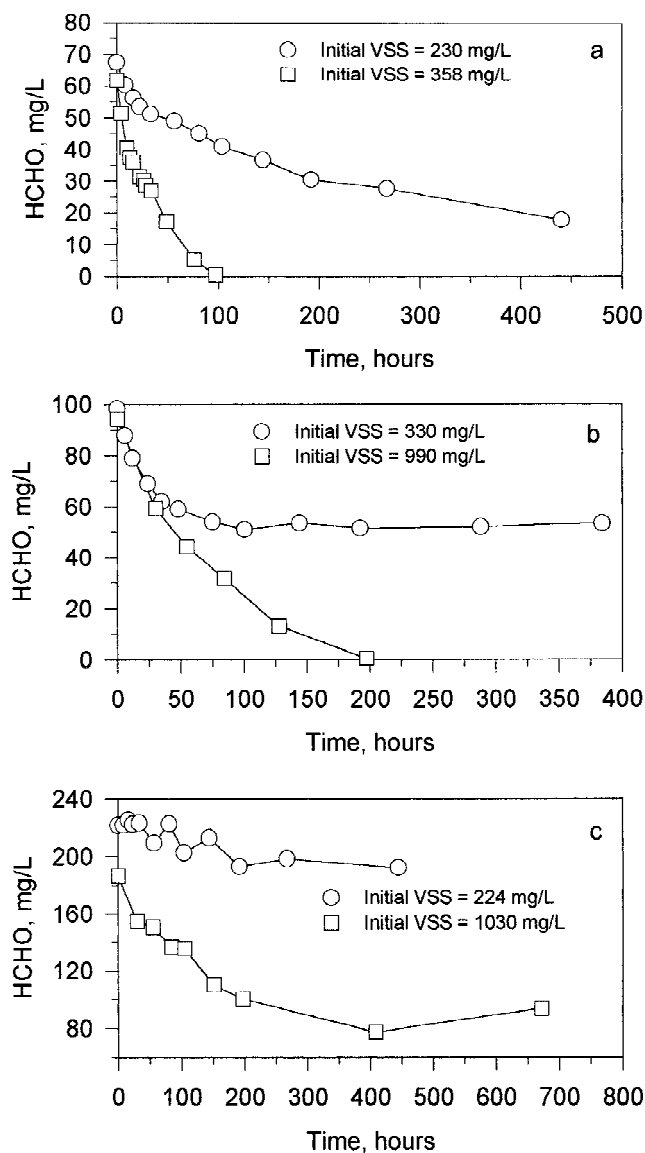 80
70
60
50
40
30
20
10
0
HCHO, mg/L
Initial VSS = 230 mg/L
Initial VSS = 358 mg/L
a
0 100 200 300 400 500
Time, hours
100
80
60
40
20
0
HCHO, mg/L
Initial VSS = 330 mg/L
Initial VSS = 990 mg/L
b
0 50 100 150 200 250 300 350 400
Time, hours
240
200
160
120
80
HCHO, mg/L
c
Initial VSS = 224 mg/L
Initial VSS = 1030 mg/L
0 100 200 300 400 500 600 700 800
Time, hours